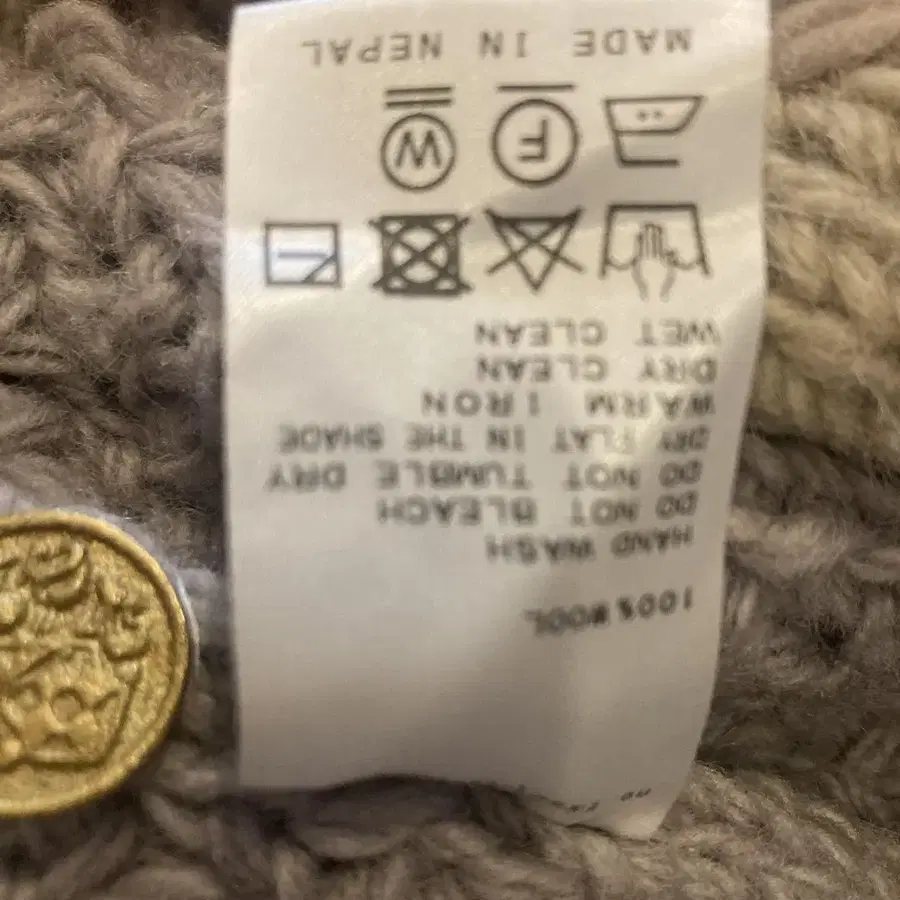 100% WOOL
HAND WASH
DO NOT BLEACH
DO NOT TUMBLE DRY
DRY FLAT IN THE SHADE
WARM IRON
DRY CLEAN
WET CLEAN
F W
MADE IN NEPAL